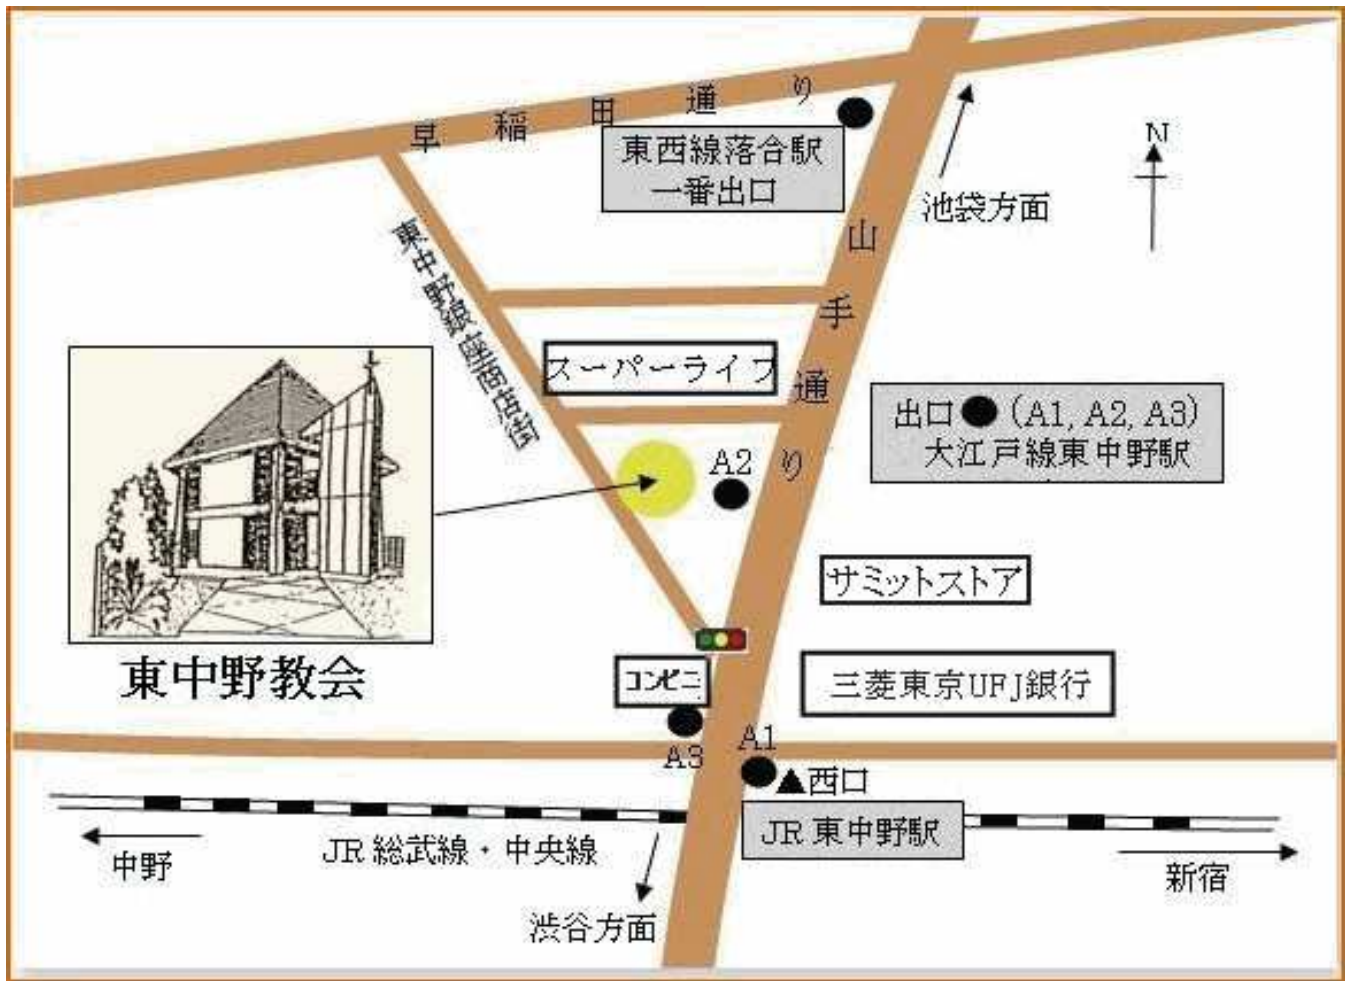 早稲田通り
東西線落合駅
一番出口
N
池袋方面
山手通り
東中野銀座商店街
スーパーライフ
出口●(A1, A2, A3)
大江戸線東中野駅
A2
サミットストア
コンビニ
三菱東京UFJ銀行
東中野教会
A3
A1
▲西口
JR 東中野駅
JR 総武線・中央線
中野
新宿
渋谷方面